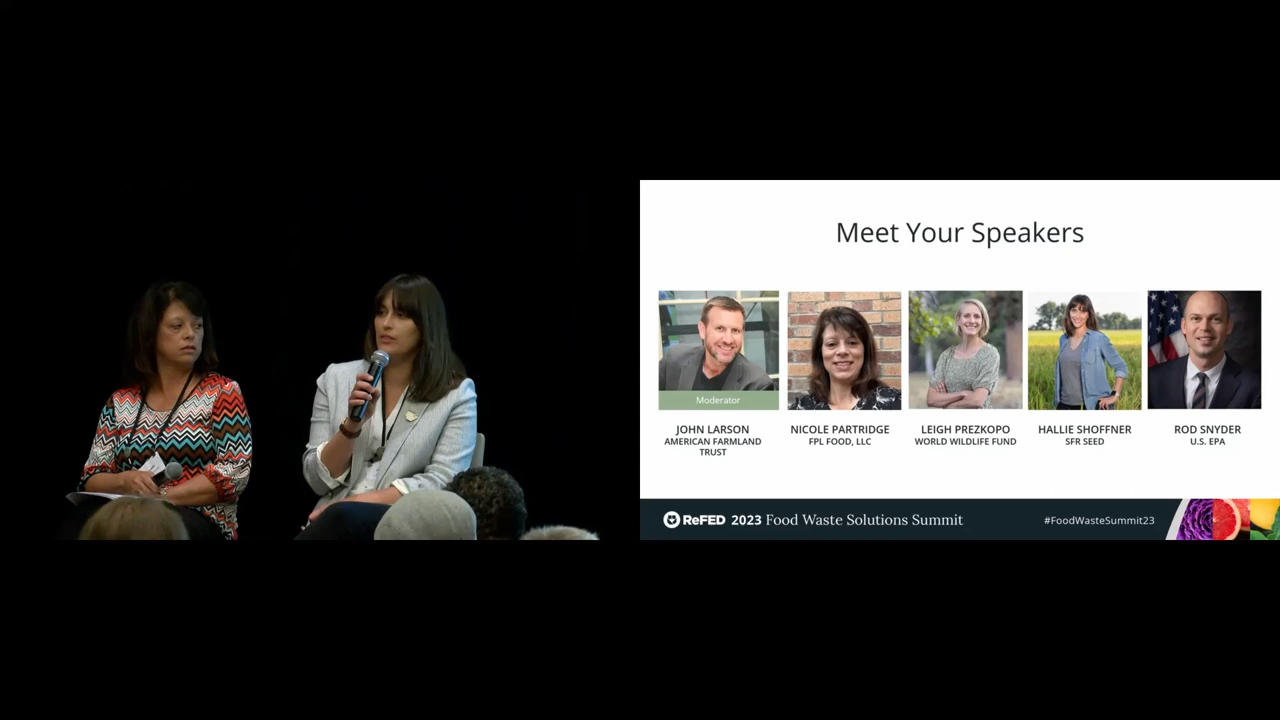 Meet Your Speakers
Moderator
JOHN LARSON
AMERICAN FARMLAND
TRUST
NICOLE PARTRIDGE
FPL FOOD, LLC
LEIGH PREZKOPO
WORLD WILDLIFE FUND
HALLIE SHOFFNER
SFR SEED
ROD SNYDER
U.S. EPA
ReFED 2023 Food Waste Solutions Summit
#FoodWasteSummit23